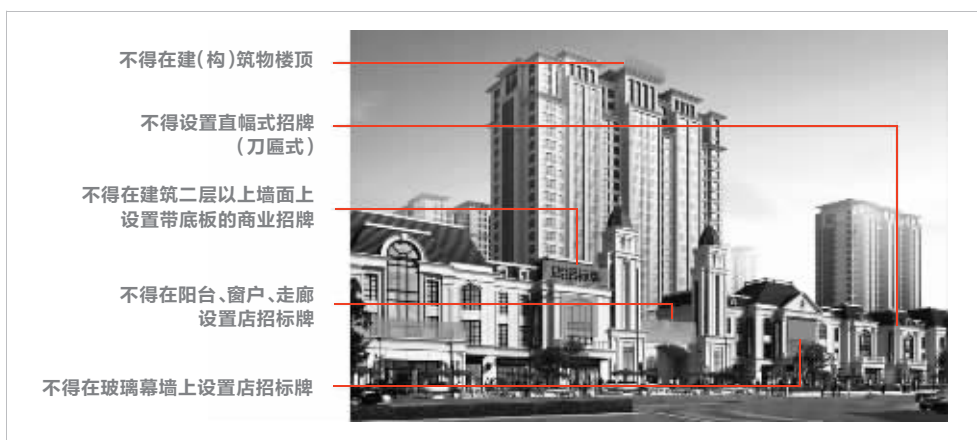 不得在建(构)筑物楼顶
不得设置直幅式招牌
(刀匾式)
不得在建筑二层以上墙面上
设置带底板的商业招牌
不得在阳台、窗户、走廊
设置店招标牌
不得在玻璃幕墙上设置店招标牌